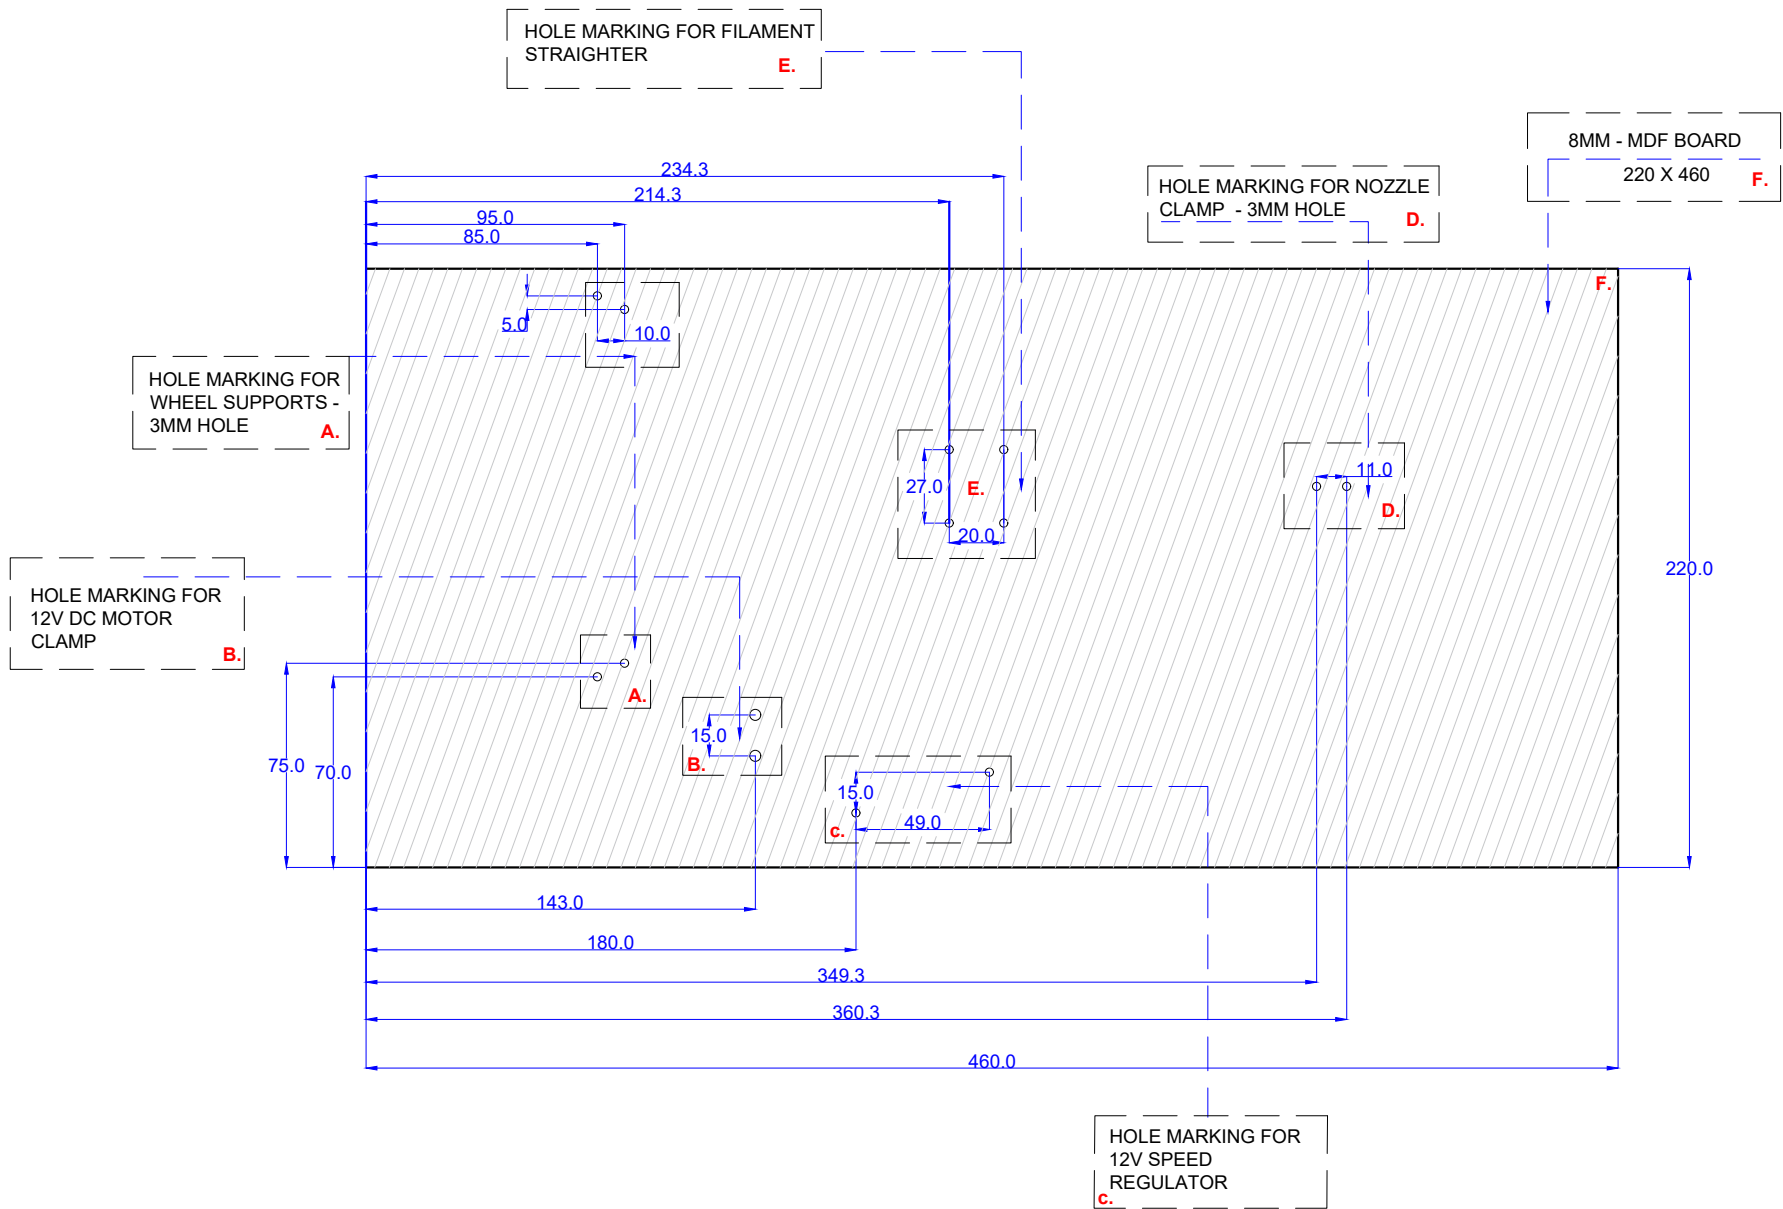 HOLE MARKING FOR FILAMENT
STRAIGHTER
E.
8MM - MDF BOARD
220 X 460
F.
HOLE MARKING FOR NOZZLE
CLAMP - 3MM HOLE
D.
234.3
214.3
95.0
85.0
F.
5.0
10.0
HOLE MARKING FOR
WHEEL SUPPORTS -
3MM HOLE
A.
27.0
E.
20.0
11.0
D.
220.0
HOLE MARKING FOR
12V DC MOTOR
CLAMP
B.
A.
75.0
70.0
15.0
B.
15.0
49.0
c.
143.0
180.0
349.3
360.3
460.0
HOLE MARKING FOR
12V SPEED
REGULATOR
c.